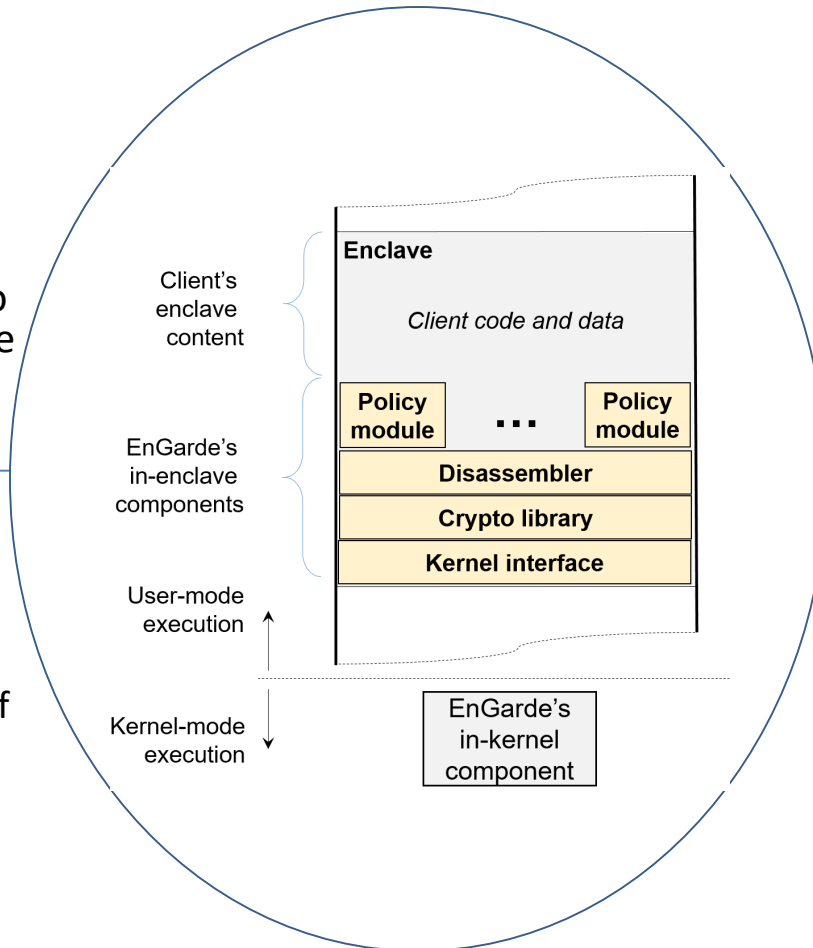 Enclave
Client's
enclave
content
Client code and data
Policy
module
...
Policy
module
EnGarde's
in-enclave
components
Disassembler
Crypto library
Kernel interface
User-mode
execution
Kernel-mode
execution
EnGarde's
in-kernel
component